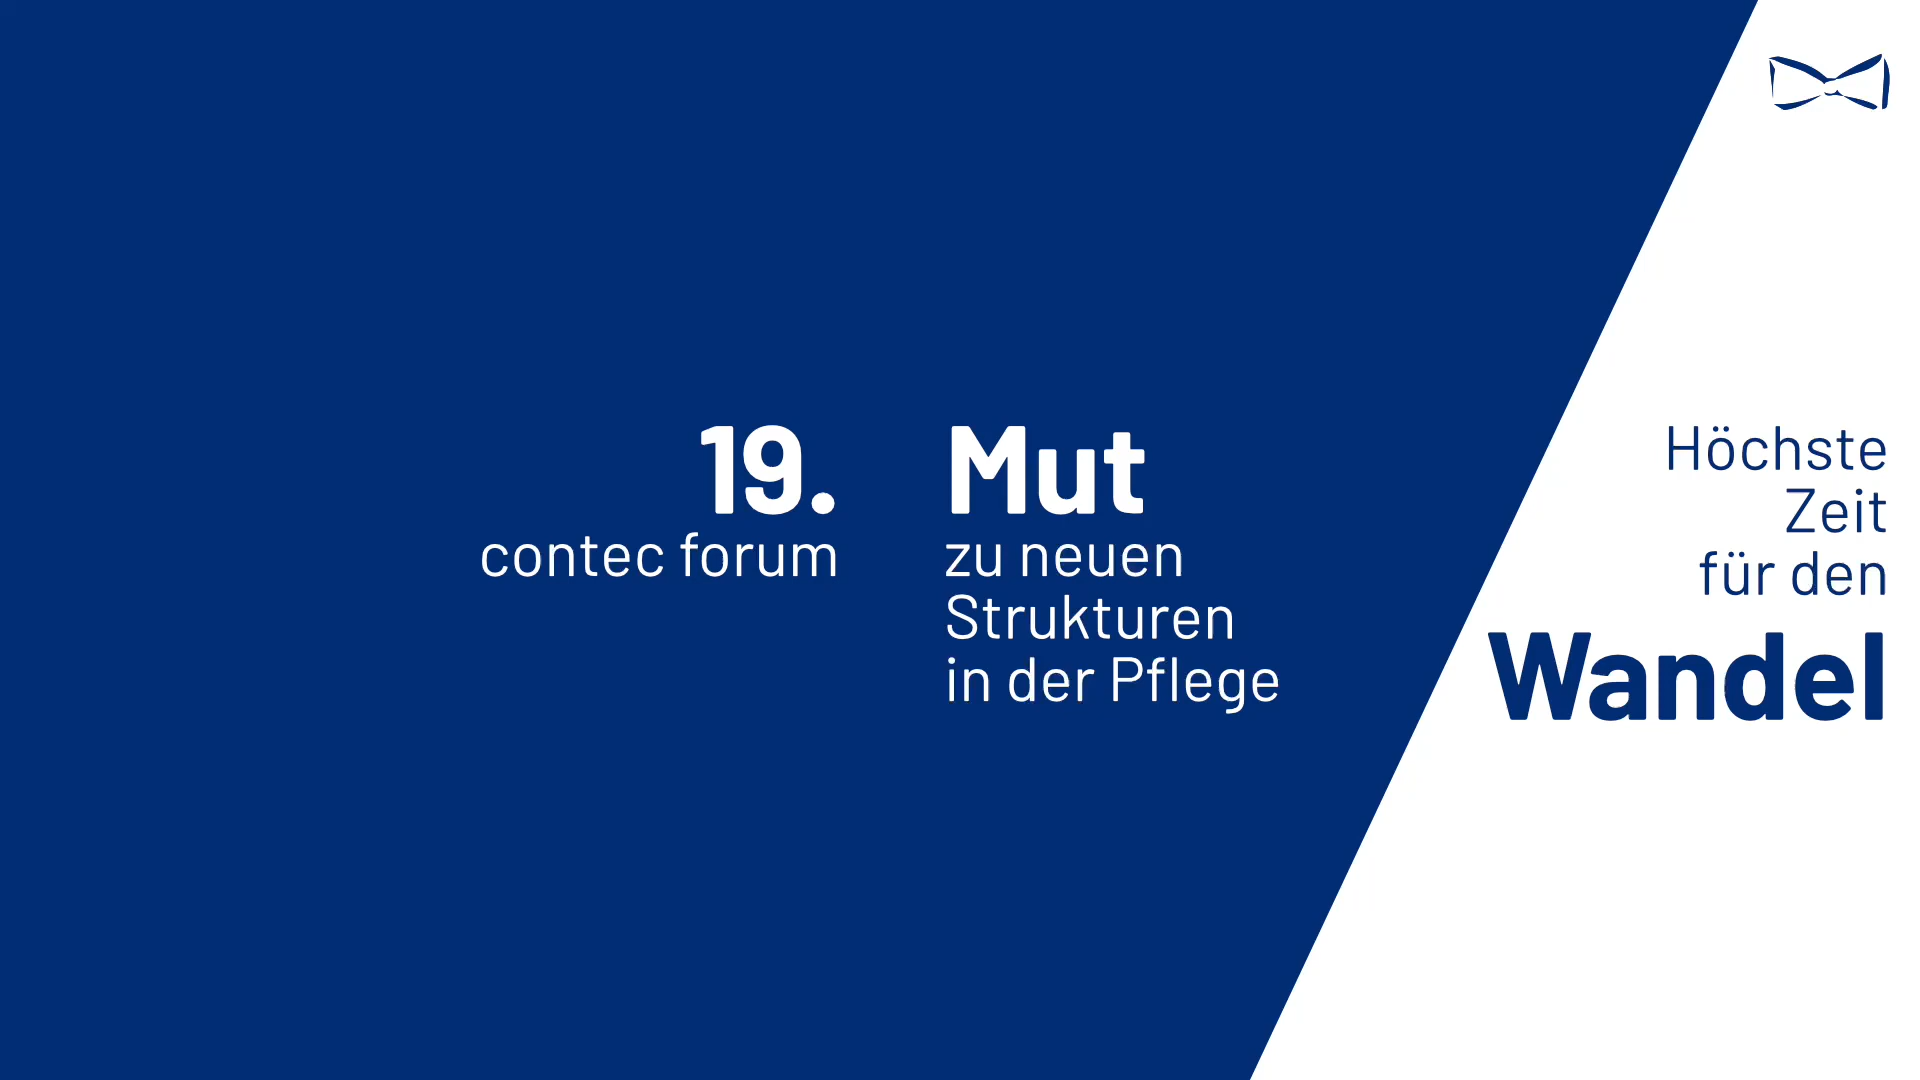 19.
contec forum
Mut
zu neuen
Strukturen
in der Pflege
Höchste
Zeit
für den
Wandel